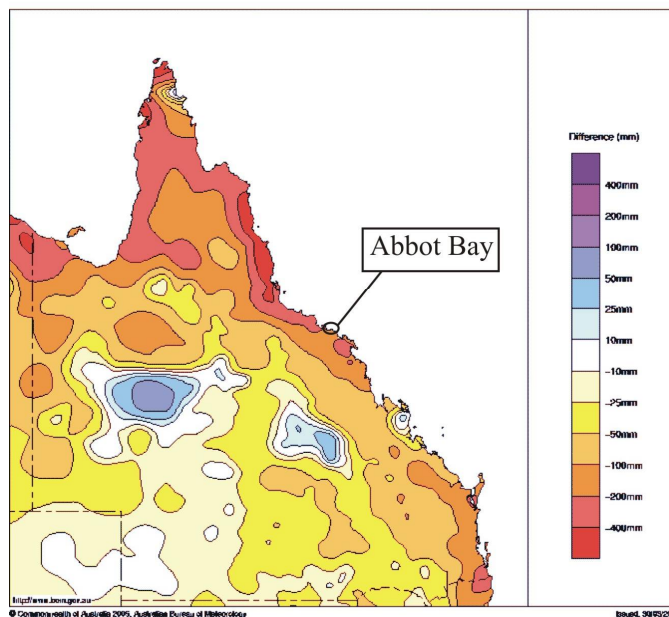 Abbot Bay
Difference (mm)
400mm
200mm
100mm
50mm
25mm
10mm
-10mm
-25mm
-50mm
-100mm
-200mm
-400mm
http://www.bom.gov.au
© Commonwealth of Australia 2005, Australian Bureau of Meteorology
Issued: